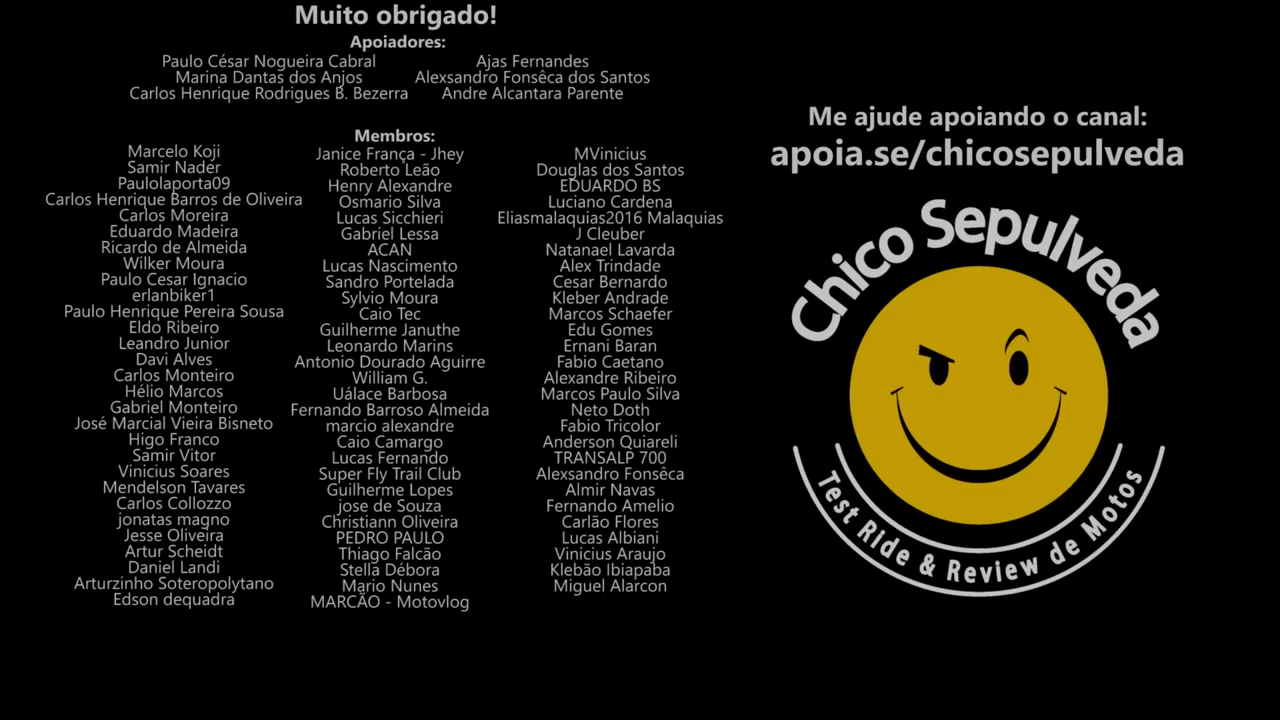 Muito obrigado!
Apoiadores:
Paulo César Nogueira Cabral
Marina Dantas dos Anjos
Carlos Henrique Rodrigues B. Bezerra
Ajas Fernandes
Alexsandro Fonsêca dos Santos
Andre Alcantara Parente
Membros:
Marcelo Koji
Samir Nader
Paulolaporta09
Carlos Henrique Barros de Oliveira
Carlos Moreira
Eduardo Madeira
Ricardo de Almeida
Wilker Moura
Paulo Cesar Ignacio
erlanbiker1
Paulo Henrique Pereira Sousa
Eldo Ribeiro
Leandro Junior
Davi Alves
Carlos Monteiro
Hélio Marcos
Gabriel Monteiro
José Marcial Vieira Bisneto
Higo Franco
Samir Vitor
Vinicius Soares
Mendelson Tavares
Carlos Collozzo
jonatas magno
Jesse Oliveira
Artur Scheidt
Daniel Landi
Arturzinho Soteropolytano
Edson dequadra
Janice França - Jhey
Roberto Leão
Henry Alexandre
Osmario Silva
Lucas Sicchieri
Gabriel Lessa
ACAN
Lucas Nascimento
Sandro Portelada
Sylvio Moura
Caio Tec
Guilherme Januthe
Leonardo Marins
Antonio Dourado Aguirre
William G.
Uálace Barbosa
Fernando Barroso Almeida
marcio alexandre
Caio Camargo
Lucas Fernando
Super Fly Trail Club
Guilherme Lopes
jose de Souza
Christiann Oliveira
PEDRO PAULO
Thiago Falcão
Stella Débora
Mario Nunes
MARCÃO - Motovlog
MVinicius
Douglas dos Santos
EDUARDO BS
Luciano Cardena
Eliasmalaquias2016 Malaquias
J Cleuber
Natanael Lavarda
Alex Trindade
Cesar Bernardo
Kleber Andrade
Marcos Schaefer
Edu Gomes
Ernani Baran
Fabio Caetano
Alexandre Ribeiro
Marcos Paulo Silva
Neto Doth
Fabio Tricolor
Anderson Quiareli
TRANSALP 700
Alexsandro Fonsêca
Almir Navas
Fernando Amelio
Carlão Flores
Lucas Albiani
Vinicius Araujo
Klebão Ibiapaba
Miguel Alarcon
Me ajude apoiando o canal:
apoia.se/chicosepulveda
Chico Sepulveda
Test Ride & Review de Motos